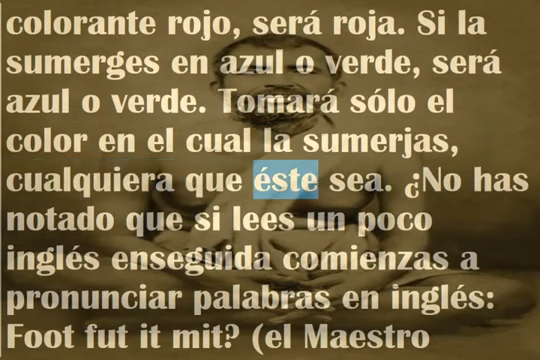 colorante rojo, será roja. Si la
sumerges en azul o verde, será
azul o verde. Tomará sólo el
color en el cual la sumerjas,
cualquiera que éste sea. ¿No has
notado que si lees un poco
inglés enseguida comienzas a
pronunciar palabras en inglés:
Foot fut it mit? (el Maestro